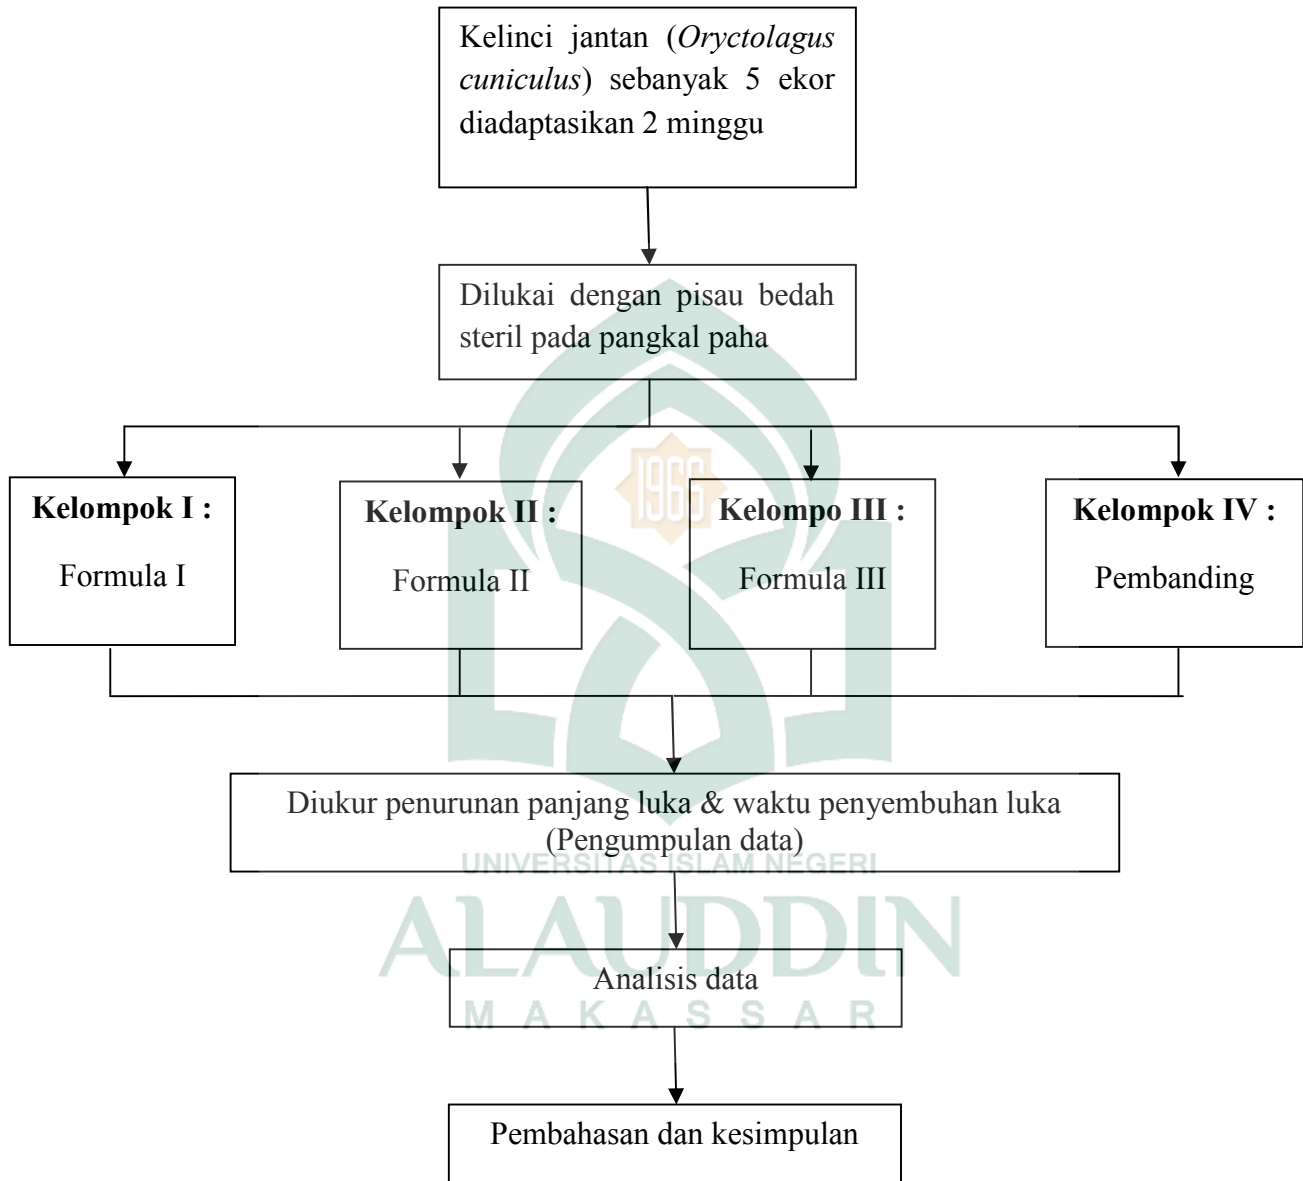 Kelinci jantan (Oryctolagus
cuniculus) sebanyak 5 ekor
diadaptasikan 2 minggu
Dilukai dengan pisau bedah
steril pada pangkal paha
1965
Kelompok I :
Formula I
Kelompok II :
Formula II
Kelompo III :
Formula III
Kelompok IV :
Pembanding
Diukur penurunan panjang luka & waktu penyembuhan luka
(Pengumpulan data)
UNIVERSITAS ISLAM NEGERI
ALAUDDIN
Analisis data
MAKASSAR
Pembahasan dan kesimpulan